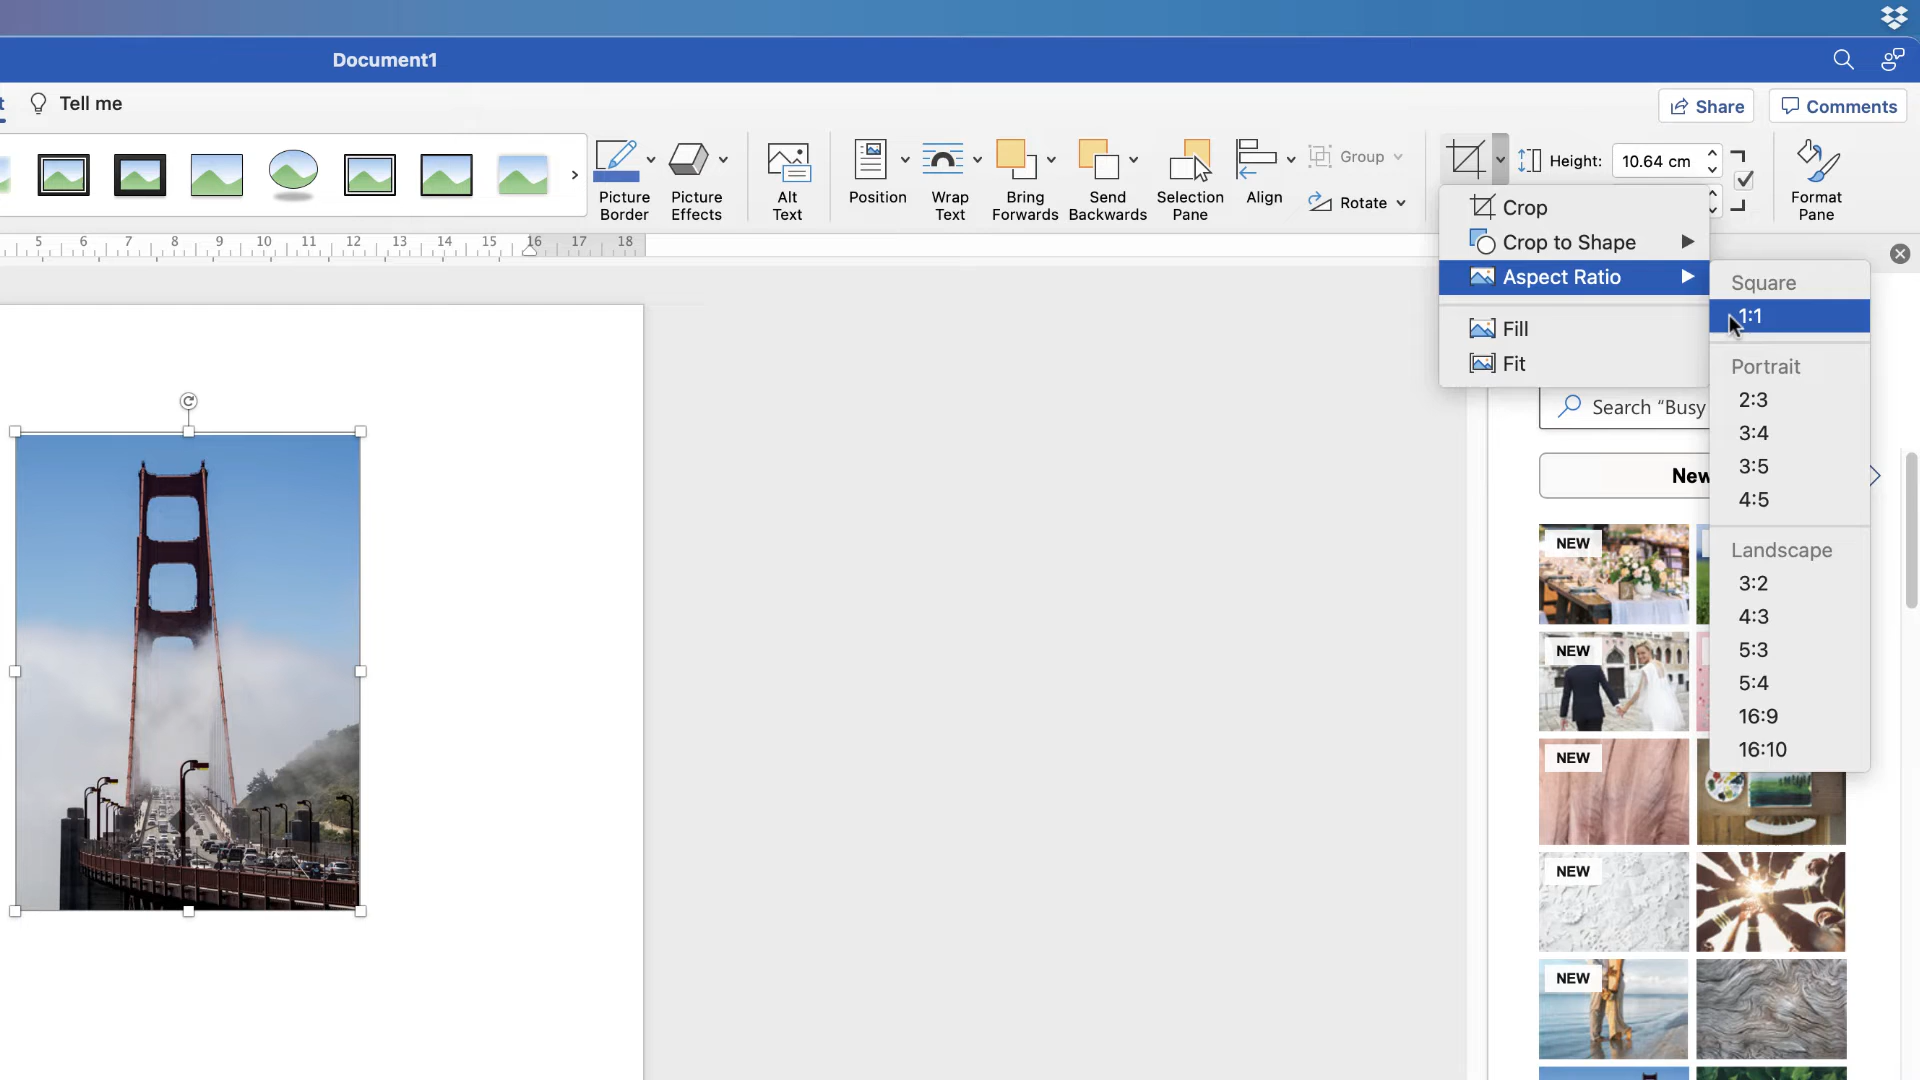 Document1
t
Tell me
Share
Comments
Picture Border
Picture Effects
Alt Text
Position
Wrap Text
Bring Forwards
Send Backwards
Selection Pane
Align
Group
Rotate
Height: 10.64 cm
Format Pane
5 6 7 8 9 10 11 12 13 14 15 16 17 18
Crop
Crop to Shape
Aspect Ratio
Fill
Fit
Square
1:1
Portrait
2:3
3:4
3:5
4:5
Landscape
3:2
4:3
5:3
5:4
16:9
16:10
Search “Busy
New
NEW
NEW
NEW
NEW
NEW